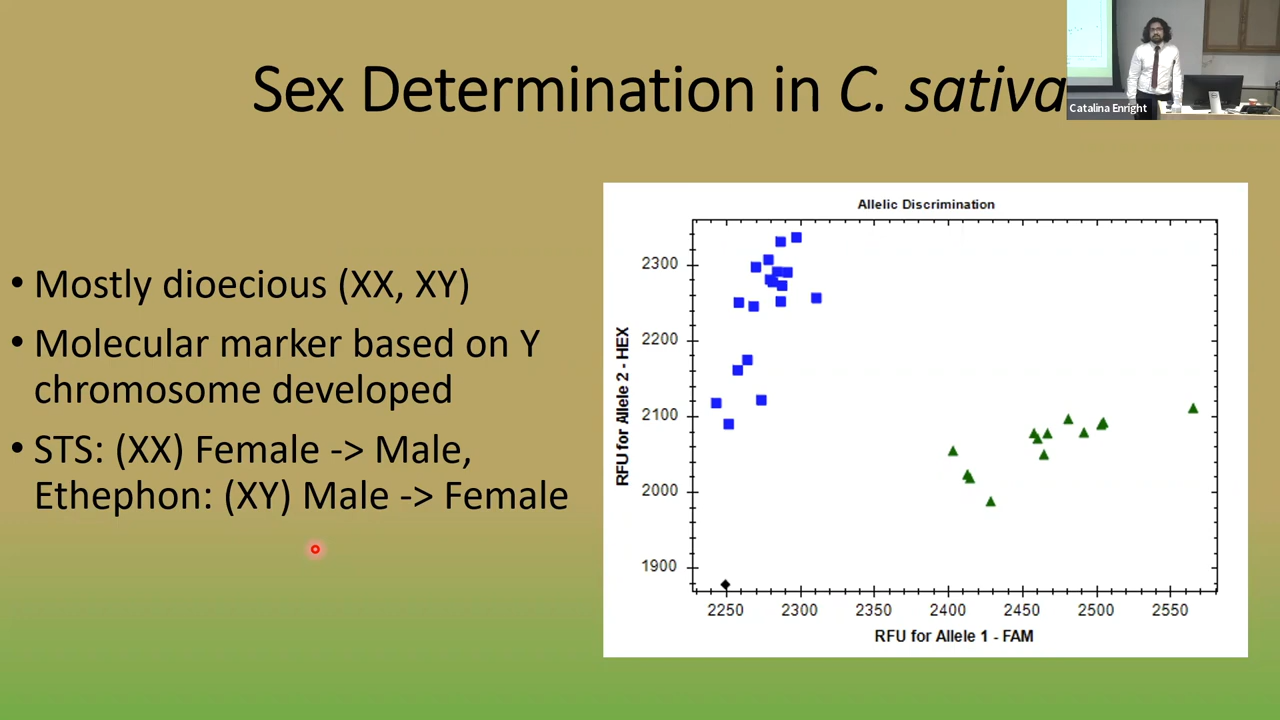 Sex Determination in C. sativa
Catalina Enright
• Mostly dioecious (XX, XY)
• Molecular marker based on Y
chromosome developed
• STS: (XX) Female -> Male,
Ethephon: (XY) Male -> Female
Allelic Discrimination
RFU for Allele 2 - HEX
2300
2200
2100
2000
1900
2250 2300 2350 2400 2450 2500 2550
RFU for Allele 1 - FAM